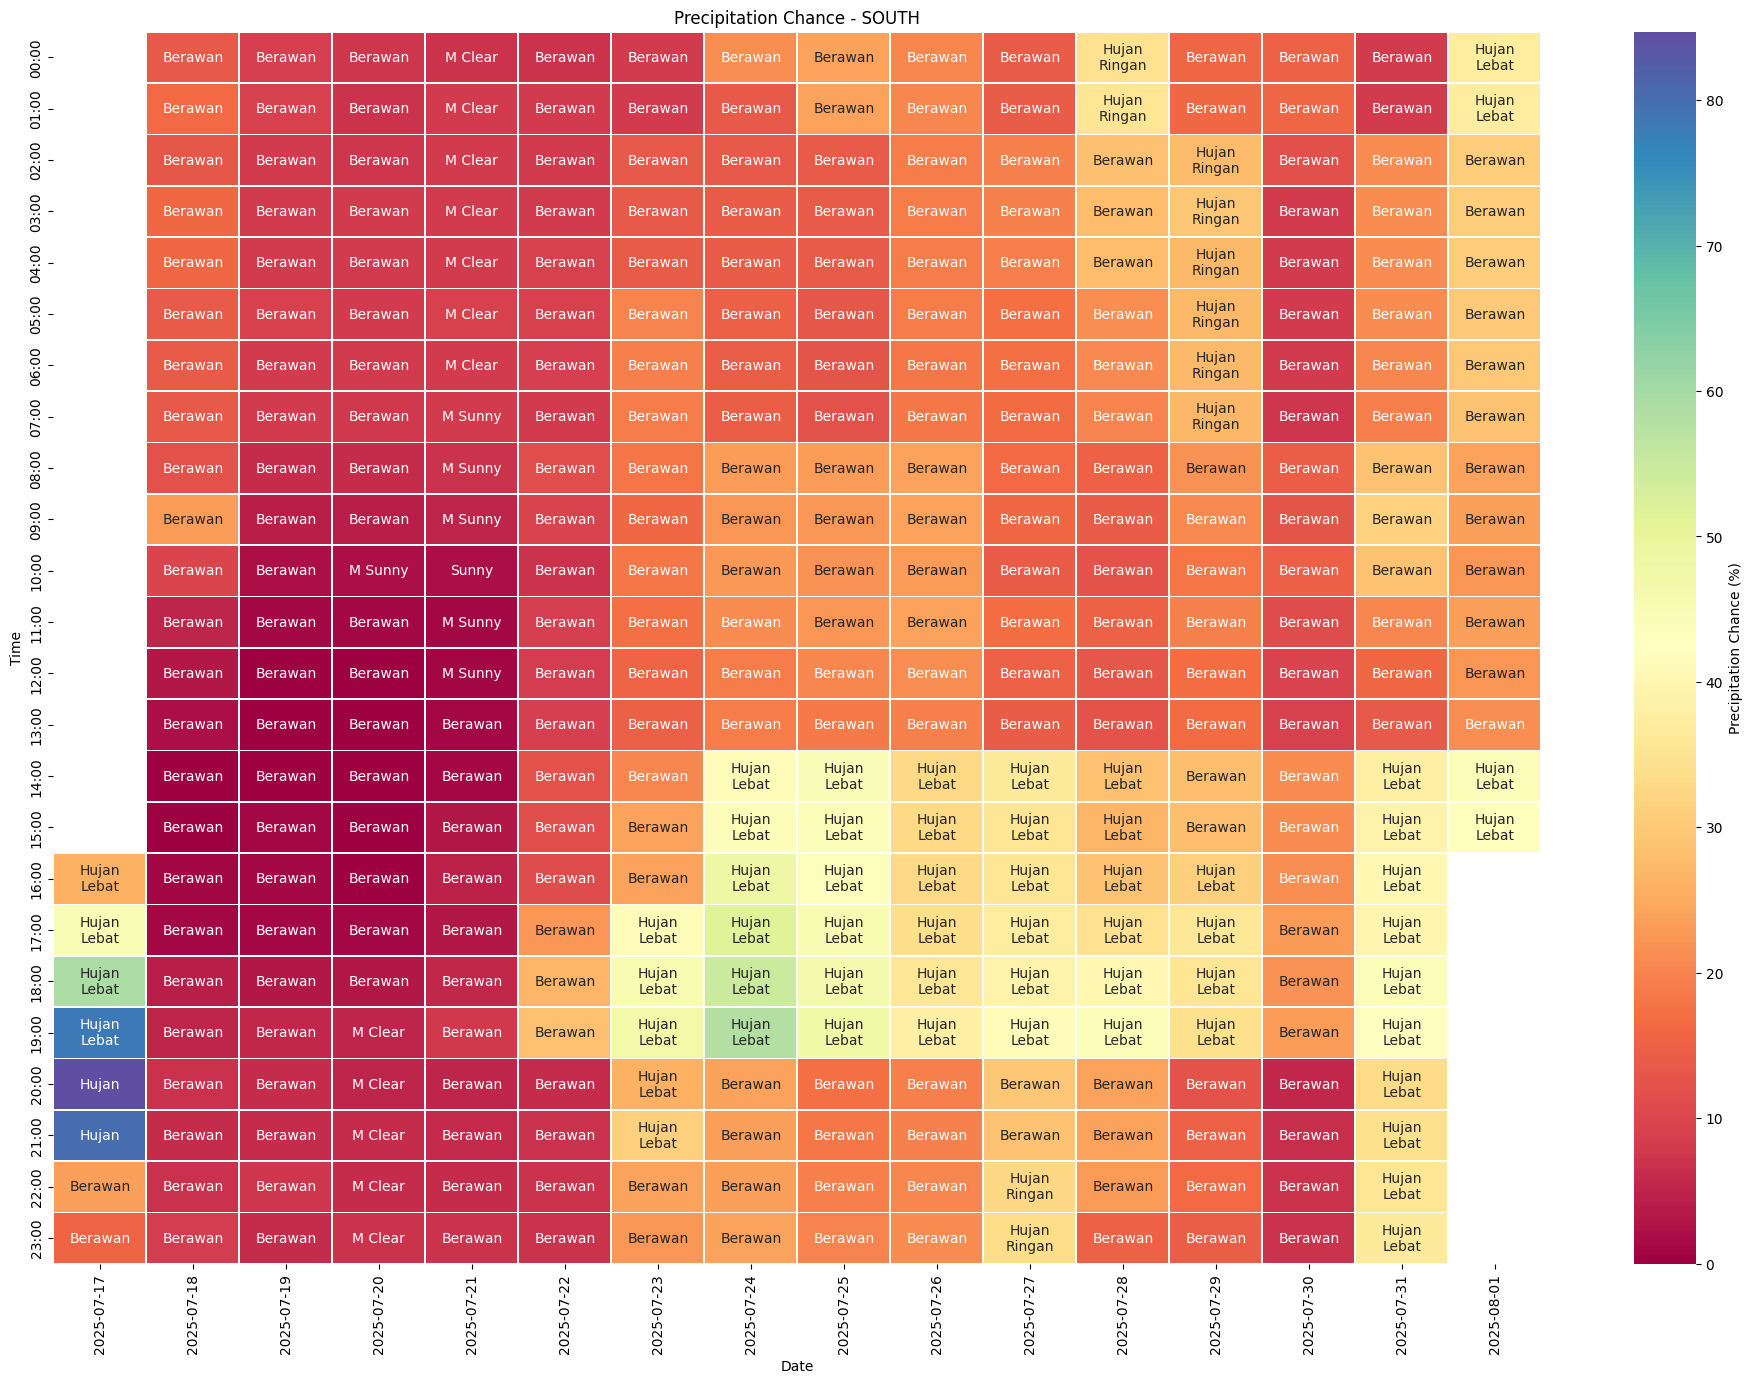 Precipitation Chance - SOUTH
00:00 Berawan Berawan Berawan M Clear Berawan Berawan Berawan Berawan Berawan Berawan Hujan Ringan Berawan Berawan Berawan Hujan Lebat
01:00 Berawan Berawan Berawan M Clear Berawan Berawan Berawan Berawan Berawan Berawan Hujan Ringan Berawan Berawan Berawan Hujan Lebat
02:00 Berawan Berawan Berawan M Clear Berawan Berawan Berawan Berawan Berawan Berawan Berawan Hujan Ringan Berawan Berawan Berawan
03:00 Berawan Berawan Berawan M Clear Berawan Berawan Berawan Berawan Berawan Berawan Berawan Hujan Ringan Berawan Berawan Berawan
04:00 Berawan Berawan Berawan M Clear Berawan Berawan Berawan Berawan Berawan Berawan Berawan Hujan Ringan Berawan Berawan Berawan
05:00 Berawan Berawan Berawan M Clear Berawan Berawan Berawan Berawan Berawan Berawan Berawan Hujan Ringan Berawan Berawan Berawan
06:00 Berawan Berawan Berawan M Clear Berawan Berawan Berawan Berawan Berawan Berawan Berawan Hujan Ringan Berawan Berawan Berawan
07:00 Berawan Berawan Berawan M Sunny Berawan Berawan Berawan Berawan Berawan Berawan Berawan Hujan Ringan Berawan Berawan Berawan
08:00 Berawan Berawan Berawan M Sunny Berawan Berawan Berawan Berawan Berawan Berawan Berawan Berawan Berawan Berawan Berawan
09:00 Berawan Berawan Berawan M Sunny Berawan Berawan Berawan Berawan Berawan Berawan Berawan Berawan Berawan Berawan Berawan
10:00 Berawan Berawan M Sunny Sunny Berawan Berawan Berawan Berawan Berawan Berawan Berawan Berawan Berawan Berawan Berawan
11:00 Berawan Berawan Berawan M Sunny Berawan Berawan Berawan Berawan Berawan Berawan Berawan Berawan Berawan Berawan Berawan
12:00 Berawan Berawan Berawan M Sunny Berawan Berawan Berawan Berawan Berawan Berawan Berawan Berawan Berawan Berawan Berawan
13:00 Berawan Berawan Berawan Berawan Berawan Berawan Berawan Berawan Berawan Berawan Berawan Berawan Berawan Berawan Berawan
14:00 Berawan Berawan Berawan Berawan Berawan Berawan Hujan Lebat Hujan Lebat Hujan Lebat Hujan Lebat Hujan Lebat Berawan Berawan Hujan Lebat Hujan Lebat
15:00 Berawan Berawan Berawan Berawan Berawan Berawan Hujan Lebat Hujan Lebat Hujan Lebat Hujan Lebat Hujan Lebat Berawan Berawan Hujan Lebat Hujan Lebat
16:00 Hujan Lebat Berawan Berawan Berawan Berawan Berawan Berawan Hujan Lebat Hujan Lebat Hujan Lebat Hujan Lebat Hujan Lebat Hujan Lebat Berawan Hujan Lebat
17:00 Hujan Lebat Berawan Berawan Berawan Berawan Berawan Hujan Lebat Hujan Lebat Hujan Lebat Hujan Lebat Hujan Lebat Hujan Lebat Hujan Lebat Berawan Hujan Lebat
18:00 Hujan Lebat Berawan Berawan Berawan Berawan Berawan Hujan Lebat Hujan Lebat Hujan Lebat Hujan Lebat Hujan Lebat Hujan Lebat Hujan Lebat Berawan Hujan Lebat
19:00 Hujan Lebat Berawan Berawan M Clear Berawan Berawan Hujan Lebat Hujan Lebat Hujan Lebat Hujan Lebat Hujan Lebat Hujan Lebat Hujan Lebat Berawan Hujan Lebat
20:00 Hujan Berawan Berawan M Clear Berawan Berawan Hujan Lebat Berawan Berawan Berawan Berawan Berawan Berawan Berawan Hujan Lebat
21:00 Hujan Berawan Berawan M Clear Berawan Berawan Hujan Lebat Berawan Berawan Berawan Berawan Berawan Berawan Berawan Hujan Lebat
22:00 Berawan Berawan Berawan M Clear Berawan Berawan Berawan Berawan Berawan Berawan Hujan Ringan Berawan Berawan Berawan Hujan Lebat
23:00 Berawan Berawan Berawan M Clear Berawan Berawan Berawan Berawan Berawan Berawan Hujan Ringan Berawan Berawan Berawan Hujan Lebat
Time
2025-07-17 2025-07-18 2025-07-19 2025-07-20 2025-07-21 2025-07-22 2025-07-23 2025-07-24 2025-07-25 2025-07-26 2025-07-27 2025-07-28 2025-07-29 2025-07-30 2025-07-31 2025-08-01
Date
80
70
60
50
40
30
20
10
0
Precipitation Chance (%)